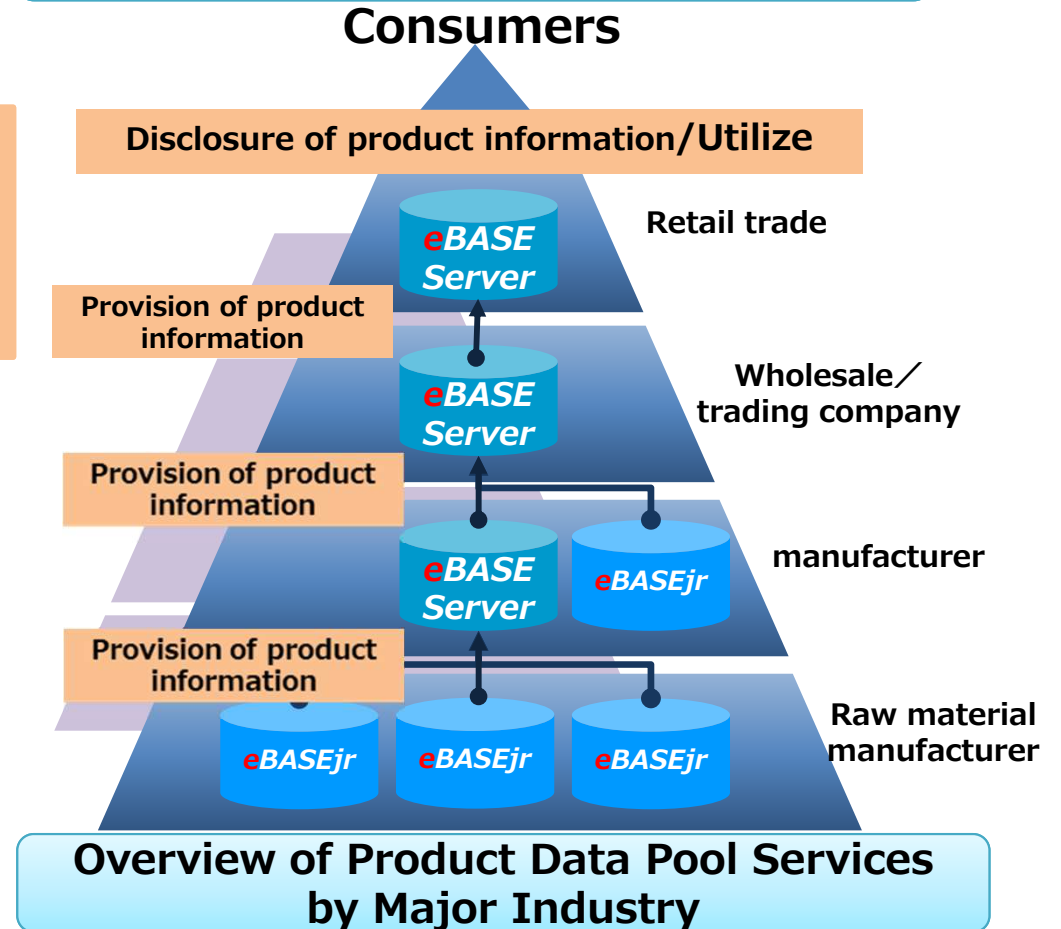 Consumers
Disclosure of product information/Utilize
eBASE
Server
Retail trade
Provision of product
information
eBASE
Server
Wholesale／
trading company
Provision of product
information
eBASE
Server
eBASEjr
manufacturer
Provision of product
information
eBASEjr
eBASEjr
eBASEjr
Raw material
manufacturer
Overview of Product Data Pool Services
by Major Industry